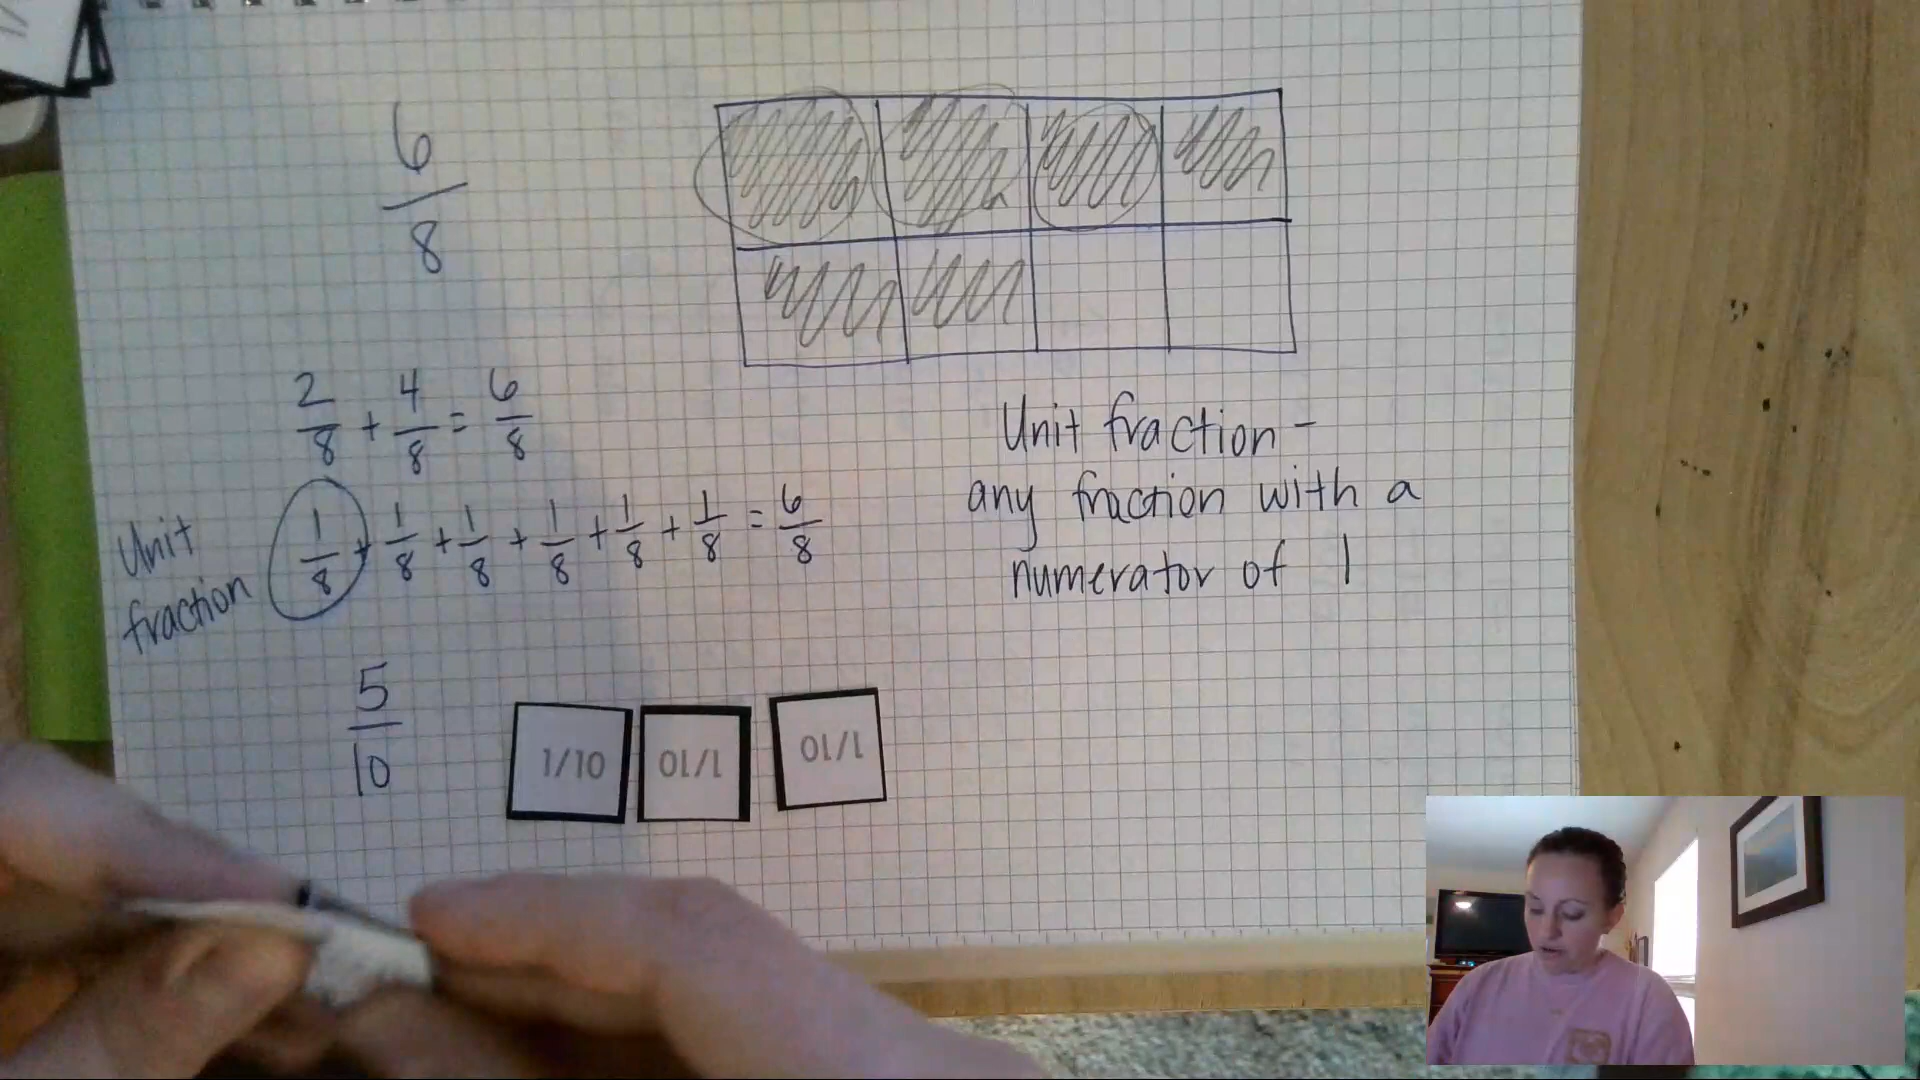 6
8
2/8 + 4/8 = 6/8
Unit fraction
1/8 + 1/8 + 1/8 + 1/8 + 1/8 + 1/8 = 6/8
Unit fraction -
any fraction with a
numerator of 1
5
10
1/10
1/10
1/10